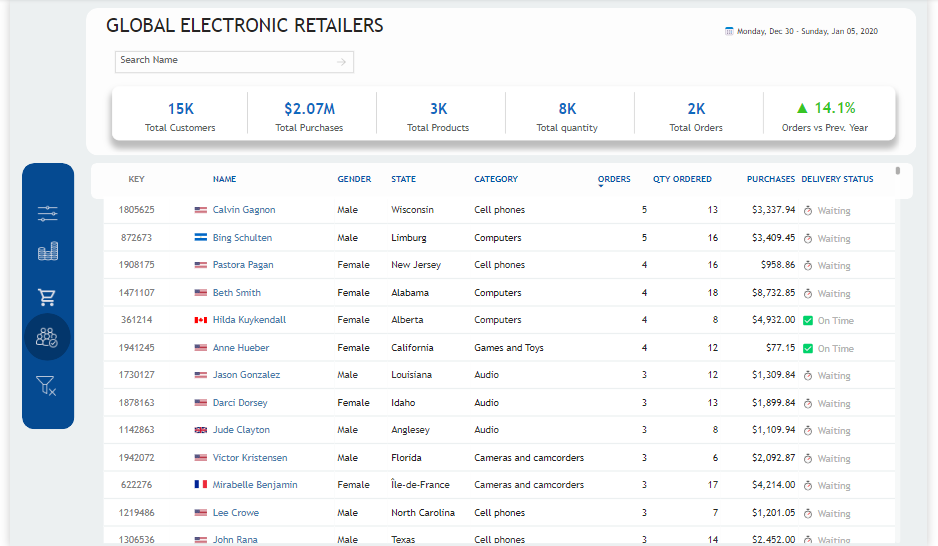 GLOBAL ELECTRONIC RETAILERS
Monday, Dec 30 - Sunday, Jan 05, 2020
Search Name
15K $2.07M 3K 8K 2K ▲ 14.1%
Total Customers Total Purchases Total Products Total quantity Total Orders Orders vs Prev. Year
KEY NAME GENDER STATE CATEGORY ORDERS QTY ORDERED PURCHASES DELIVERY STATUS
1805625 Calvin Gagnon Male Wisconsin Cell phones 5 13 $3,337.94 Waiting
872673 Bing Schulten Male Limburg Computers 5 16 $3,409.45 Waiting
1908175 Pastora Pagan Female New Jersey Cell phones 4 16 $958.86 Waiting
1471107 Beth Smith Female Alabama Computers 4 18 $8,732.85 Waiting
361214 Hilda Kuykendall Female Alberta Computers 4 8 $4,932.00 On Time
1941245 Anne Hueber Female California Games and Toys 4 12 $77.15 On Time
1730127 Jason Gonzalez Male Louisiana Audio 3 12 $1,309.84 Waiting
1878163 Darci Dorsey Female Idaho Audio 3 13 $1,899.84 Waiting
1142863 Jude Clayton Male Anglesey Audio 3 8 $1,109.94 Waiting
1942072 Victor Kristensen Male Florida Cameras and camcorders 3 6 $2,092.87 Waiting
622276 Mirabelle Benjamin Female Île-de-France Cameras and camcorders 3 17 $4,214.00 Waiting
1219486 Lee Crowe Male North Carolina Cell phones 3 7 $1,201.05 Waiting
1306536 John Rana Male Texas Cell phones 3 14 $2,452.00 Waiting